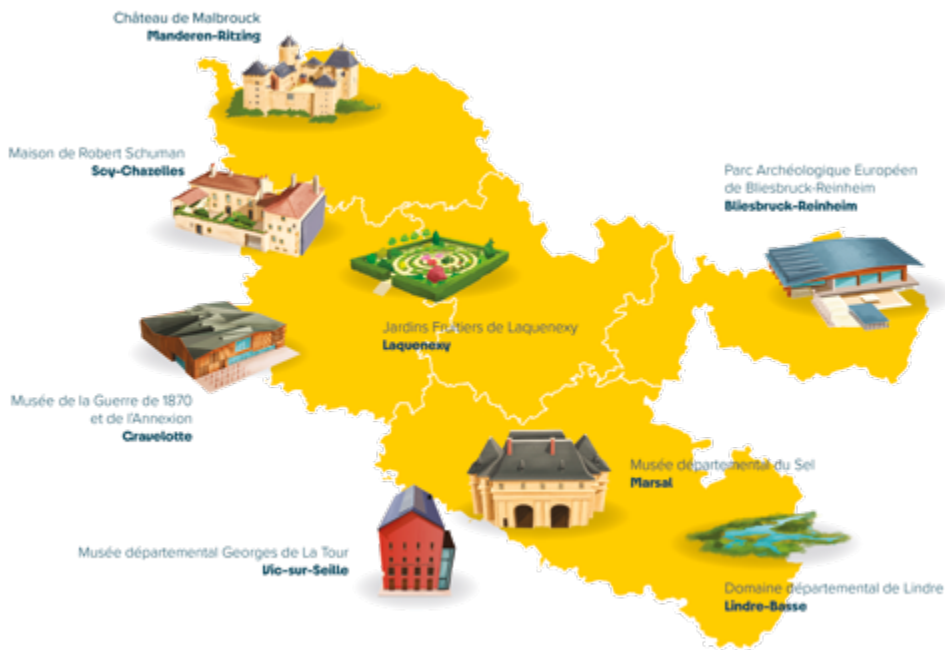 Château de Malbrouck
Manderen-Ritzing
Maison de Robert Schuman
Scy-Chazelles
Parc Archéologique Européen
de Bliesbruck-Reinheim
Bliesbruck-Reinheim
Jardins Fruitiers de Laquenexy
Laquenexy
Musée de la Guerre de 1870
et de l'Annexion
Gravelotte
Musée départemental du Sel
Marsal
Musée départemental Georges de La Tour
Vic-sur-Seille
Domaine départemental de Lindre
Lindre-Basse